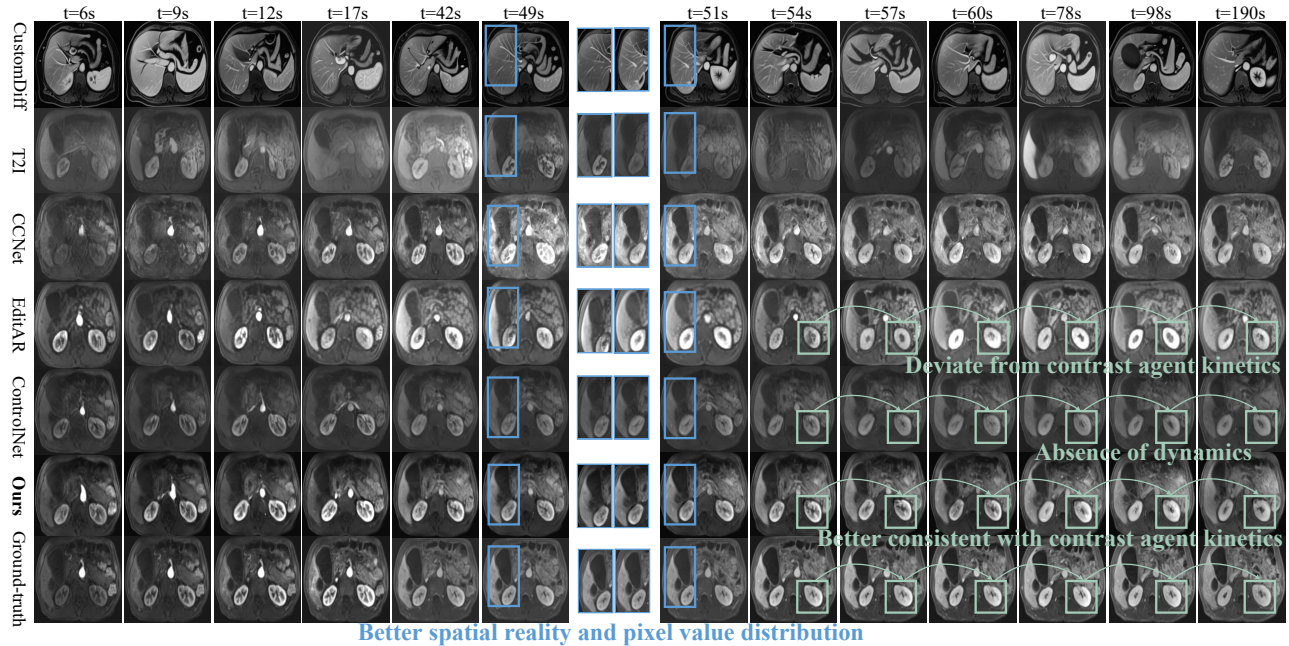 t=6s t=9s t=12s t=17s t=42s t=49s t=51s t=54s t=57s t=60s t=78s t=98s t=190s
CustomDiff
T2I
CCNet
EditAR
Deviate from contrast agent kinetics
ControlNet
Absence of dynamics
Ours
Better consistent with contrast agent kinetics
Ground-truth
Better spatial reality and pixel value distribution